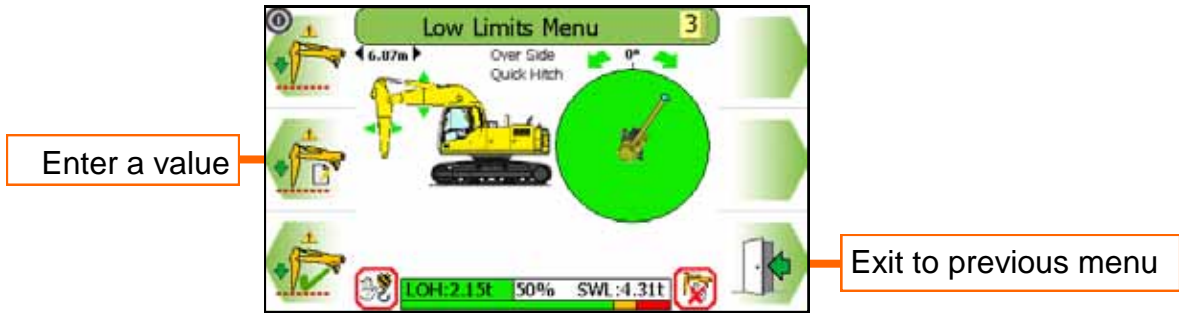 Low Limits Menu 3
6.87m
Over Side
Quick Hitch
0°
Enter a value
Exit to previous menu
LOH:2.15t 50% SWL:4.31t